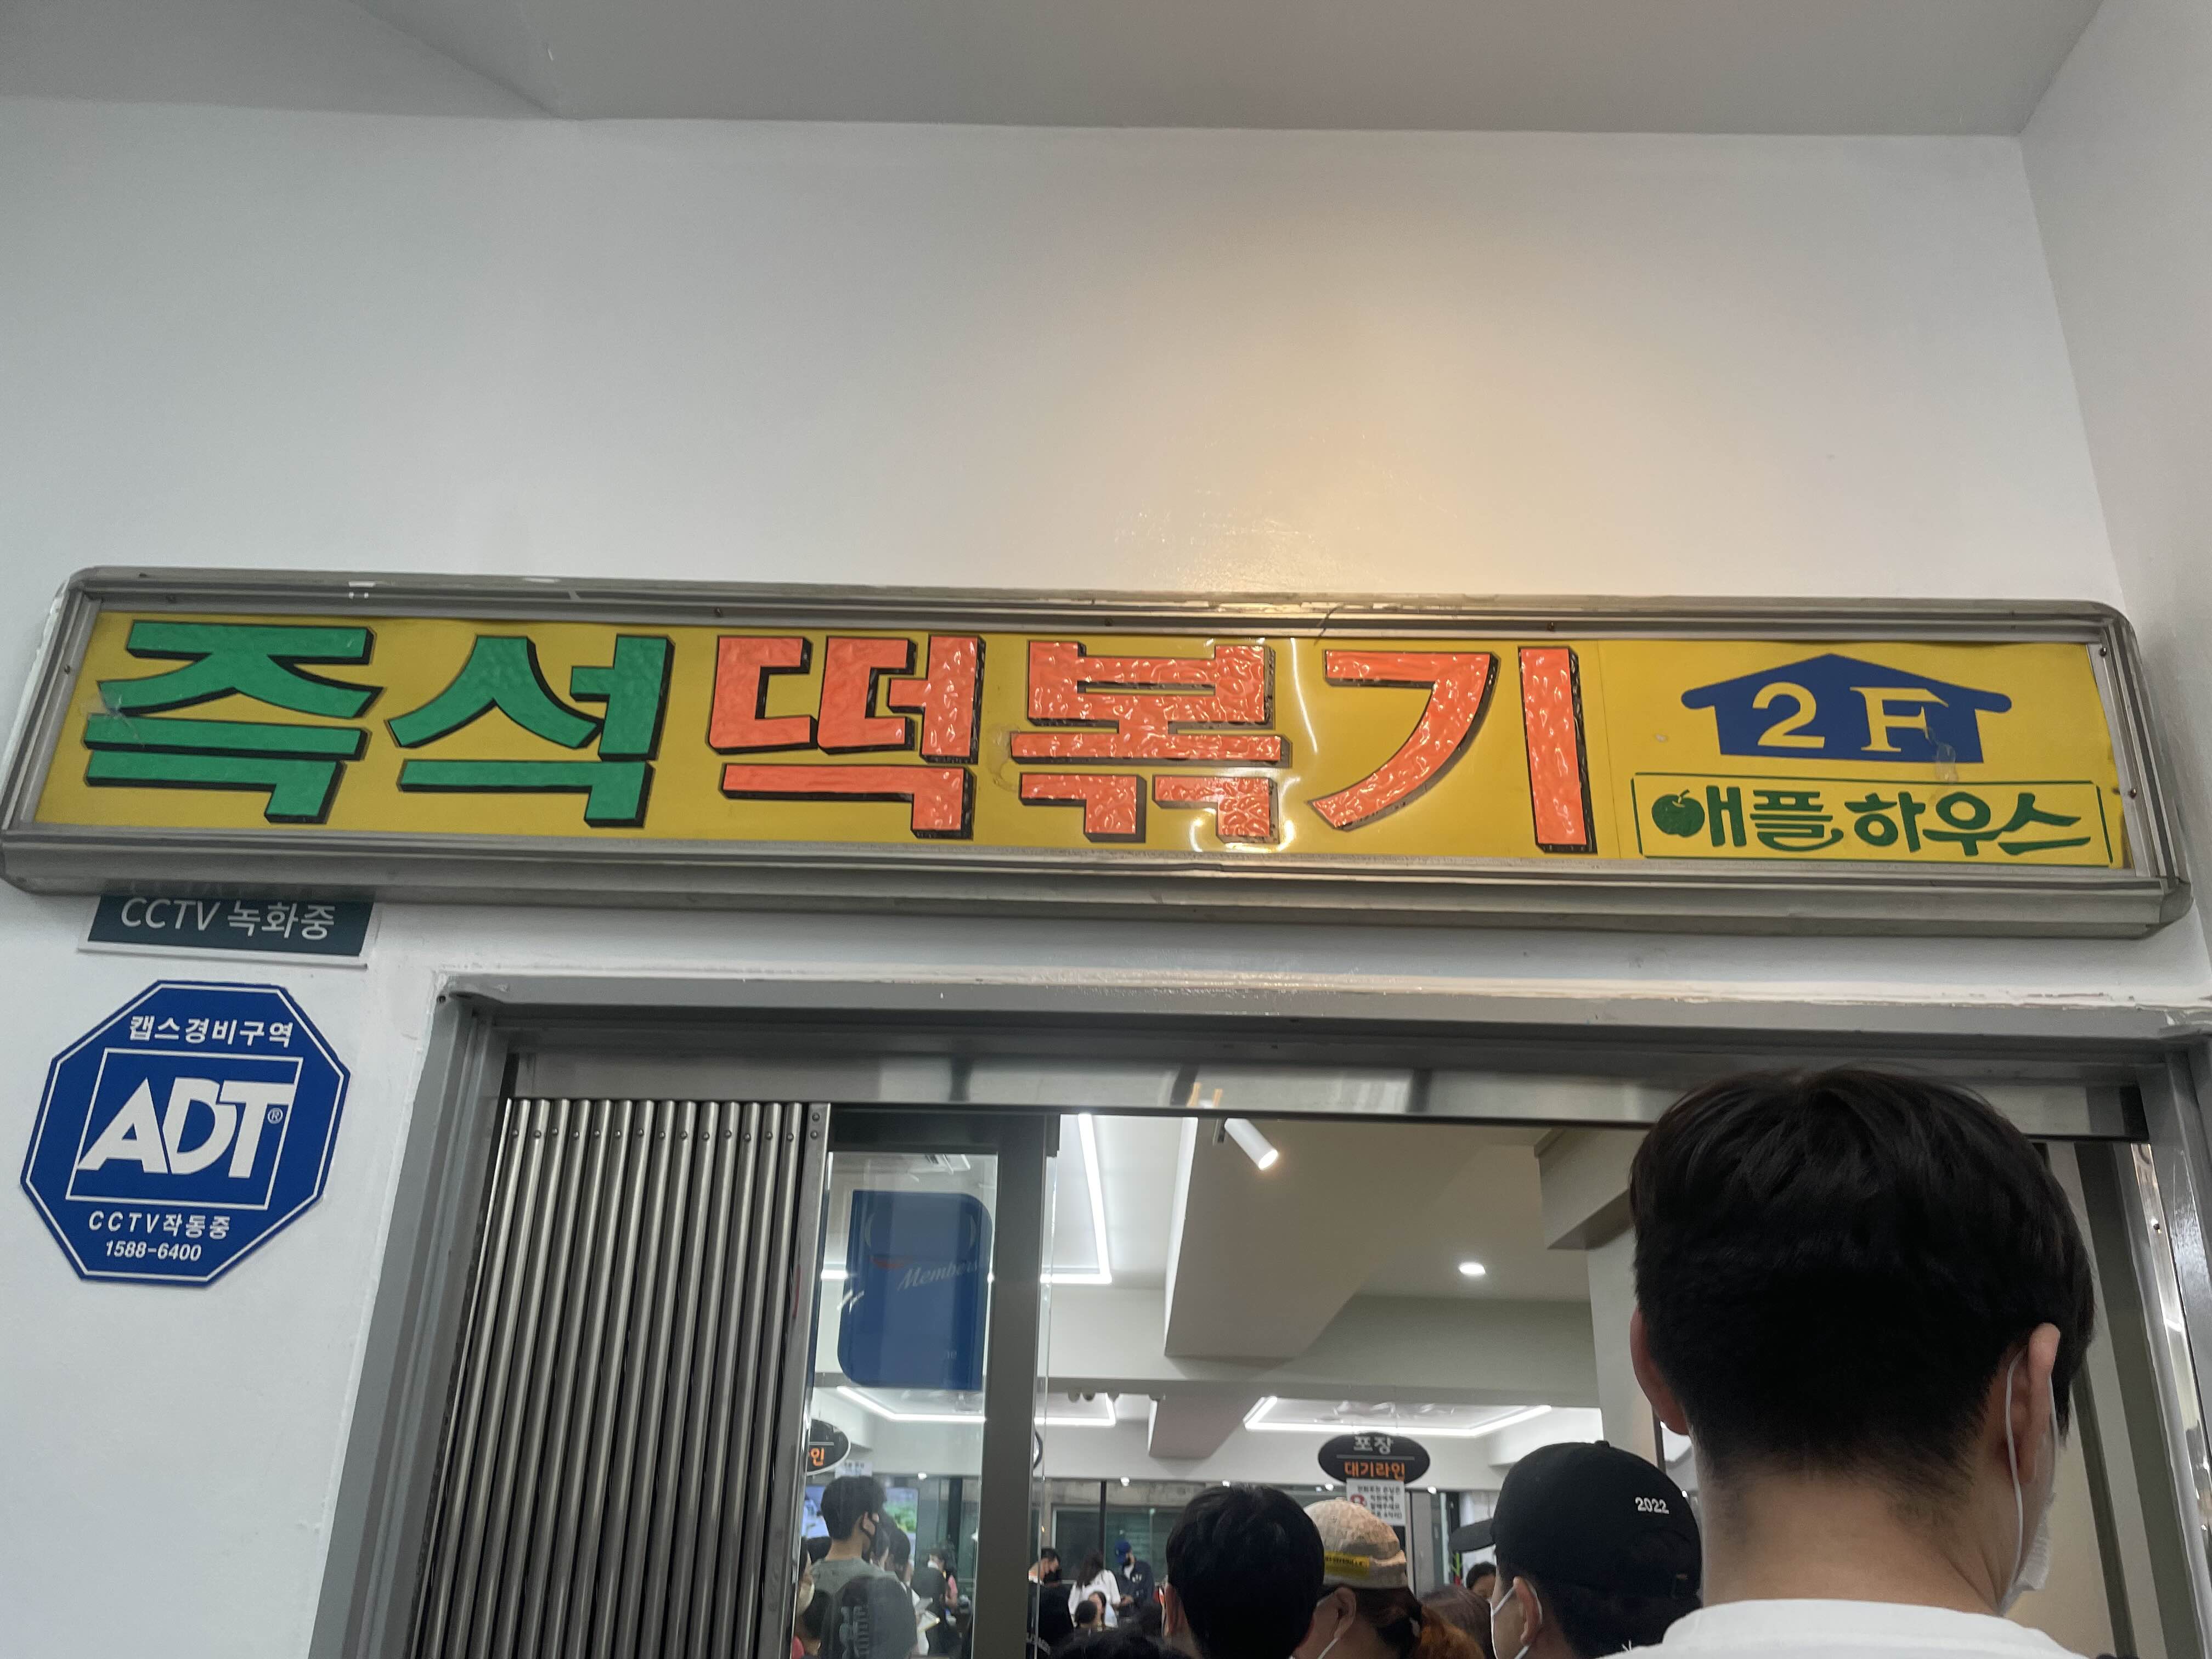 즉석떡볶기
2F
애플하우스
CCTV 녹화중
캡스경비구역
ADT®
CCTV작동중
1588-6400
Members
포장
대기라인
2022